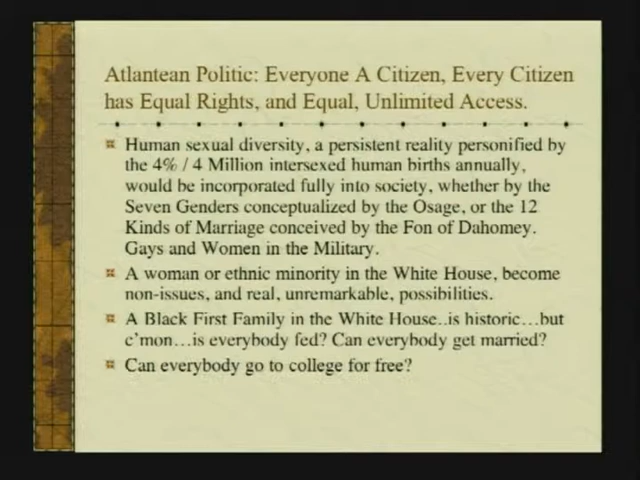 Atlantean Politic: Everyone A Citizen, Every Citizen
has Equal Rights, and Equal, Unlimited Access.
Human sexual diversity, a persistent reality personified by
the 4% / 4 Million intersexed human births annually,
would be incorporated fully into society, whether by the
Seven Genders conceptualized by the Osage, or the 12
Kinds of Marriage conceived by the Fon of Dahomey.
Gays and Women in the Military.
A woman or ethnic minority in the White House, become
non-issues, and real, unremarkable, possibilities.
A Black First Family in the White House..is historic…but
c'mon…is everybody fed? Can everybody get married?
Can everybody go to college for free?